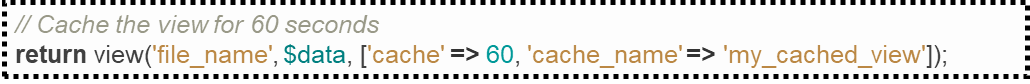 // Cache the view for 60 seconds
return view('file_name', $data, ['cache' => 60, 'cache_name' => 'my_cached_view']);